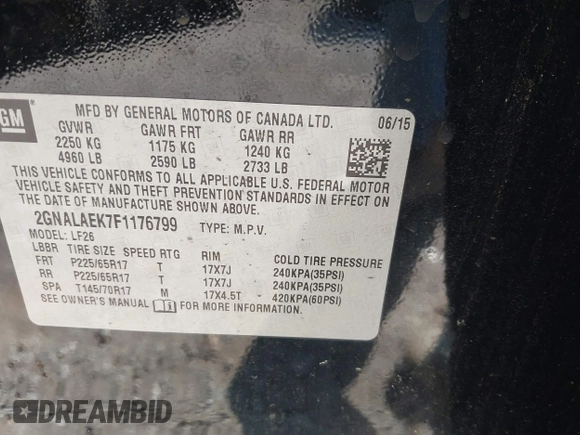 GM
MFD BY GENERAL MOTORS OF CANADA LTD. 06/15
GVWR GAWR FRT GAWR RR
2250 KG 1175 KG 1240 KG
4960 LB 2590 LB 2733 LB
THIS VEHICLE CONFORMS TO ALL APPLICABLE U.S. FEDERAL MOTOR
VEHICLE SAFETY AND THEFT PREVENTION STANDARDS IN EFFECT ON
THE DATE OF MANUFACTURE SHOWN ABOVE.
2GNALAEK7F1176799 TYPE: M.P.V.
MODEL: LF26
LBBR TIRE SIZE SPEED RTG RIM COLD TIRE PRESSURE
FRT P225/65R17 T 17X7J 240KPA(35PSI)
RR P225/65R17 T 17X7J 240KPA(35PSI)
SPA T145/70R17 M 17X4.5T 420KPA(60PSI)
SEE OWNER'S MANUAL FOR MORE INFORMATION.
DREAMBID